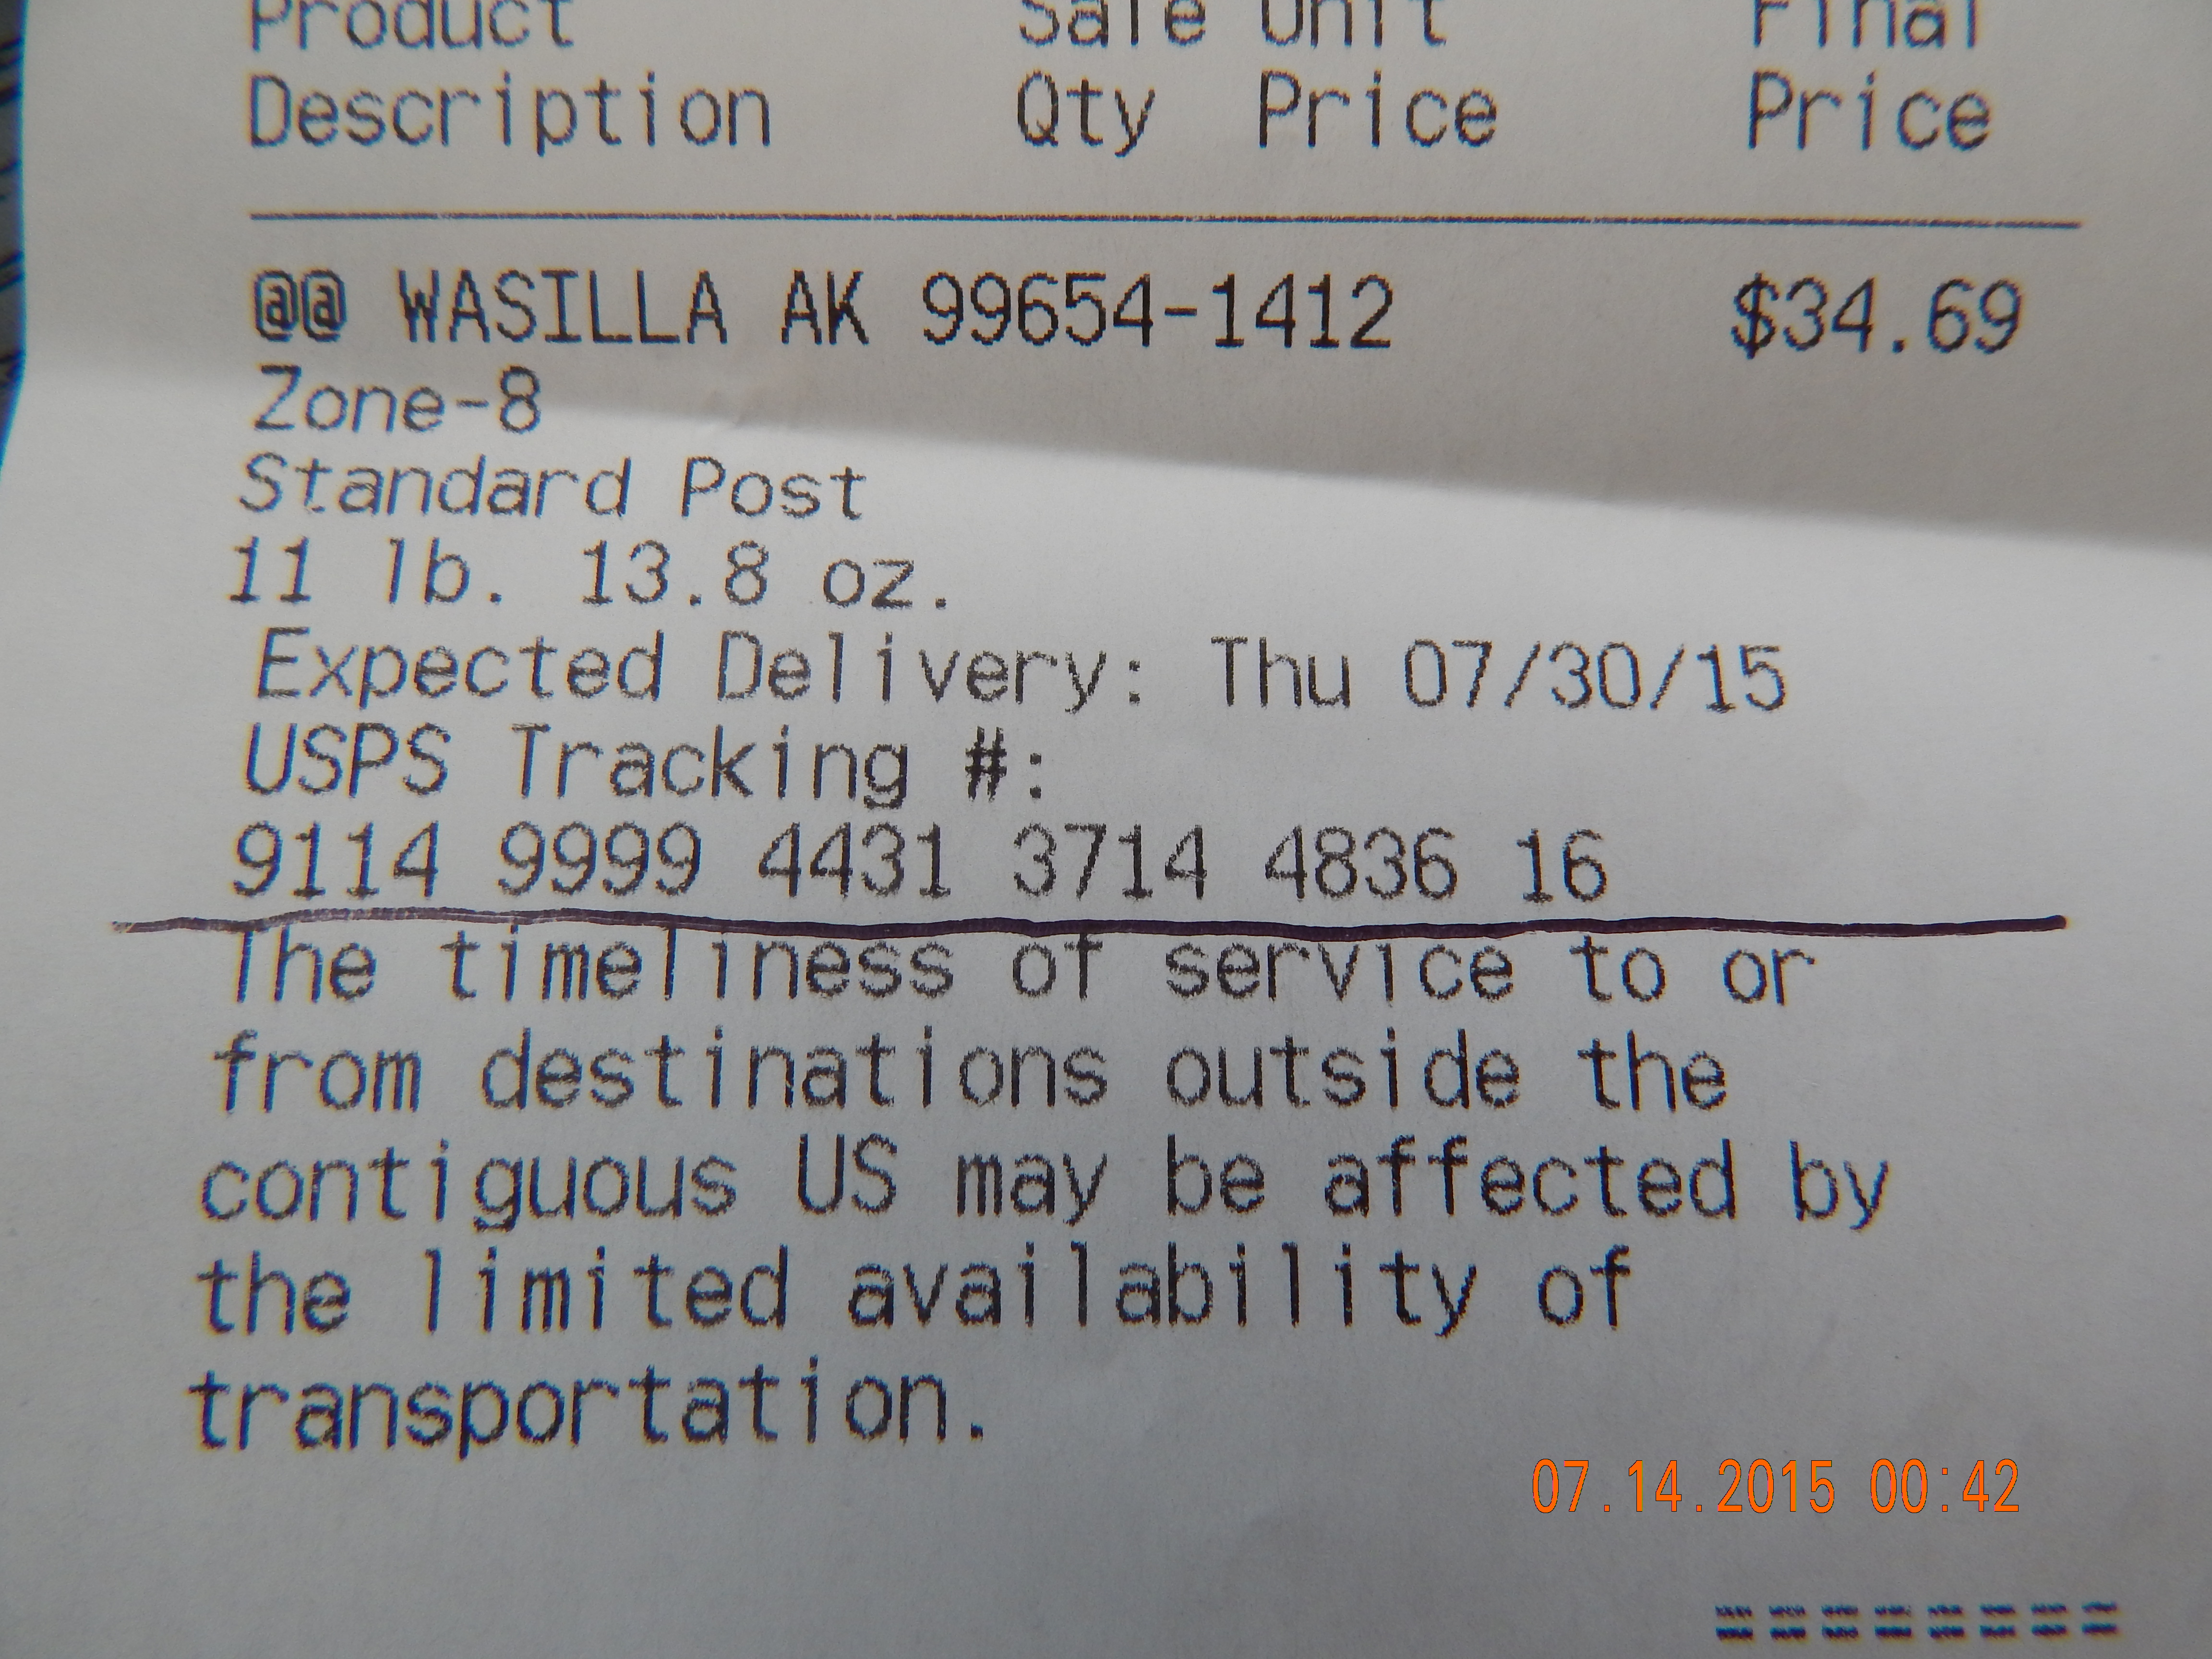 Product Sale Unit Final
Description Qty Price Price
@@ WASILLA AK 99654-1412 $34.69
Zone-8
Standard Post
11 lb. 13.8 oz.
Expected Delivery: Thu 07/30/15
USPS Tracking #:
9114 9999 4431 3714 4836 16
The timeliness of service to or
from destinations outside the
contiguous US may be affected by
the limited availability of
transportation.
07.14.2015 00:42
========